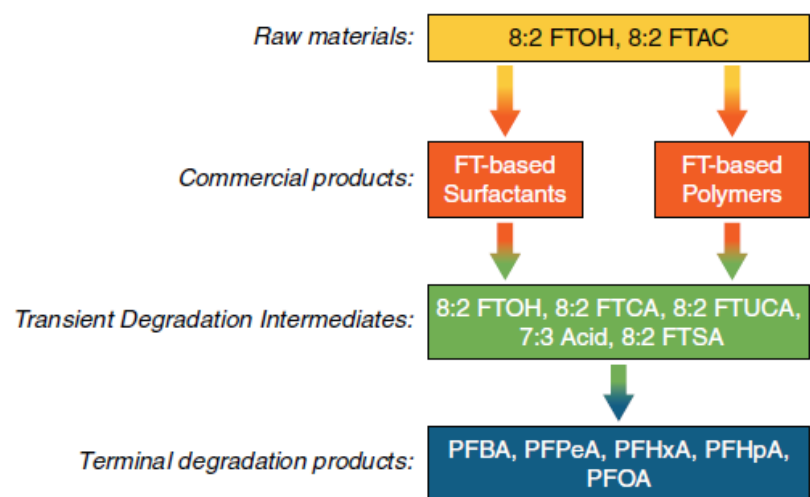 Raw materials:
8:2 FTOH, 8:2 FTAC
Commercial products:
FT-based
Surfactants
FT-based
Polymers
Transient Degradation Intermediates:
8:2 FTOH, 8:2 FTCA, 8:2 FTUCA,
7:3 Acid, 8:2 FTSA
Terminal degradation products:
PFBA, PFPeA, PFHxA, PFHpA,
PFOA